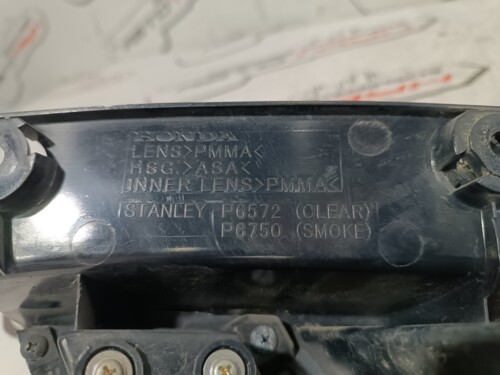 HONDA
LENS>PMMA<
HSG.>ASA<
INNER LENS>PMMA<
STANLEY P6572 (CLEAR)
P6750 (SMOKE)